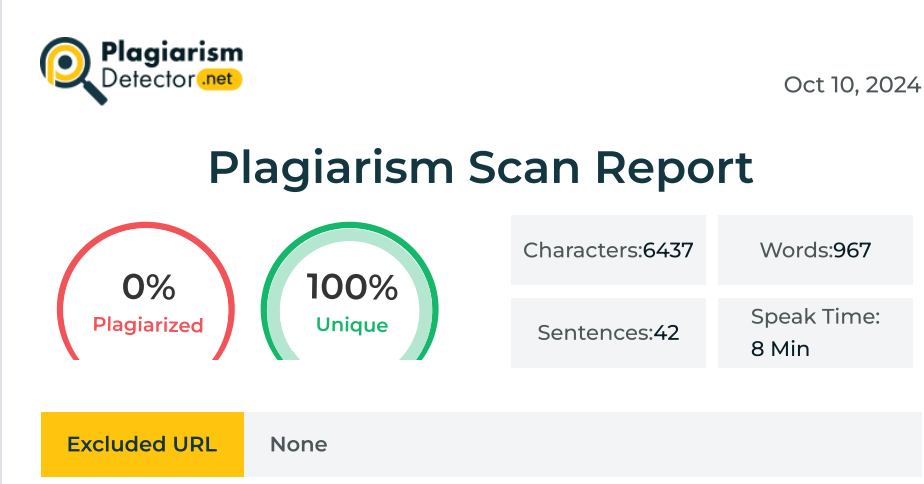 Plagiarism
Detector .net
Oct 10, 2024
Plagiarism Scan Report
0%
Plagiarized
100%
Unique
Characters:6437
Words:967
Sentences:42
Speak Time:
8 Min
Excluded URL
None